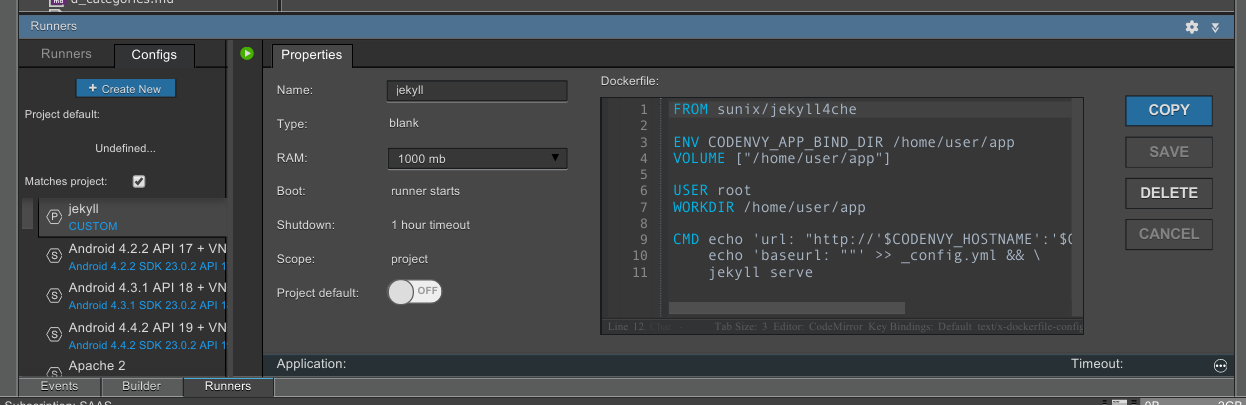 Runners
Runners
Configs
Properties
+ Create New
Project default:
Undefined...
Matches project:
jekyll
CUSTOM
Android 4.2.2 API 17 + VN
Android 4.2.2 SDK 23.0.2 API 1
Android 4.3.1 API 18 + VN
Android 4.3.1 SDK 23.0.2 API 1
Android 4.4.2 API 19 + VN
Android 4.4.2 SDK 23.0.2 API 1
Apache 2
Name:
jekyll
Type:
blank
RAM:
1000 mb
Boot:
runner starts
Shutdown:
1 hour timeout
Scope:
project
Project default:
OFF
Dockerfile:
1 FROM sunix/jekyll4che
2
3 ENV CODENVY_APP_BIND_DIR /home/user/app
4 VOLUME ["/home/user/app"]
5
6 USER root
7 WORKDIR /home/user/app
8
9 CMD echo 'url: "http://'$CODENVY_HOSTNAME':'$
10 echo 'baseurl: ""' >> _config.yml && \
11 jekyll serve
Line 12 Tab Size: 3 Editor: CodeMirror Key Bindings: Default text/x-dockerfile-config
COPY
SAVE
DELETE
CANCEL
Application:
Timeout:
Events
Builder
Runners
Subscription: SAAS